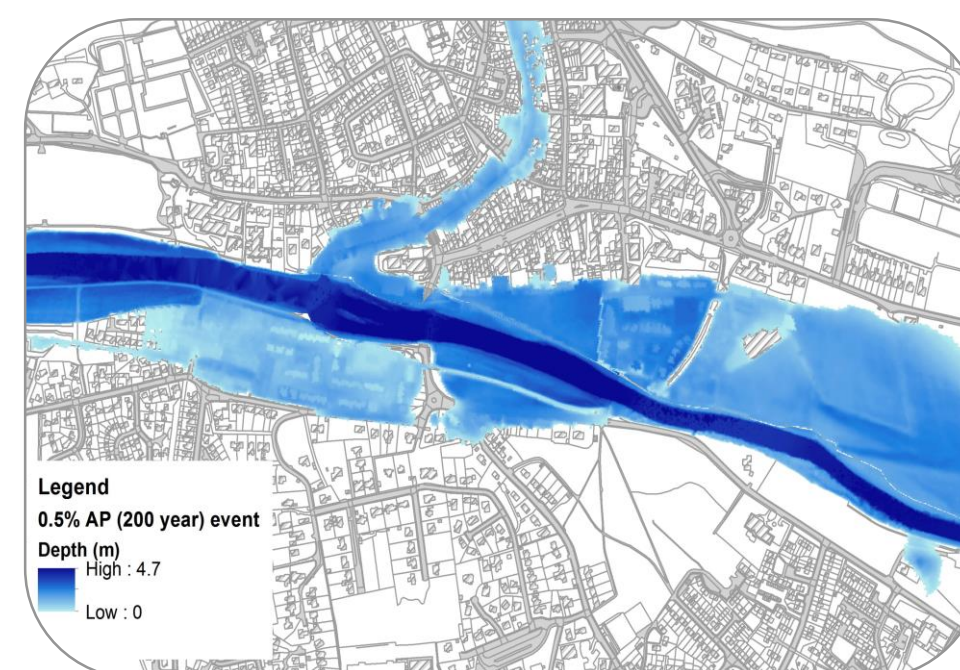 Legend
0.5% AP (200 year) event
Depth (m)
High : 4.7
Low : 0